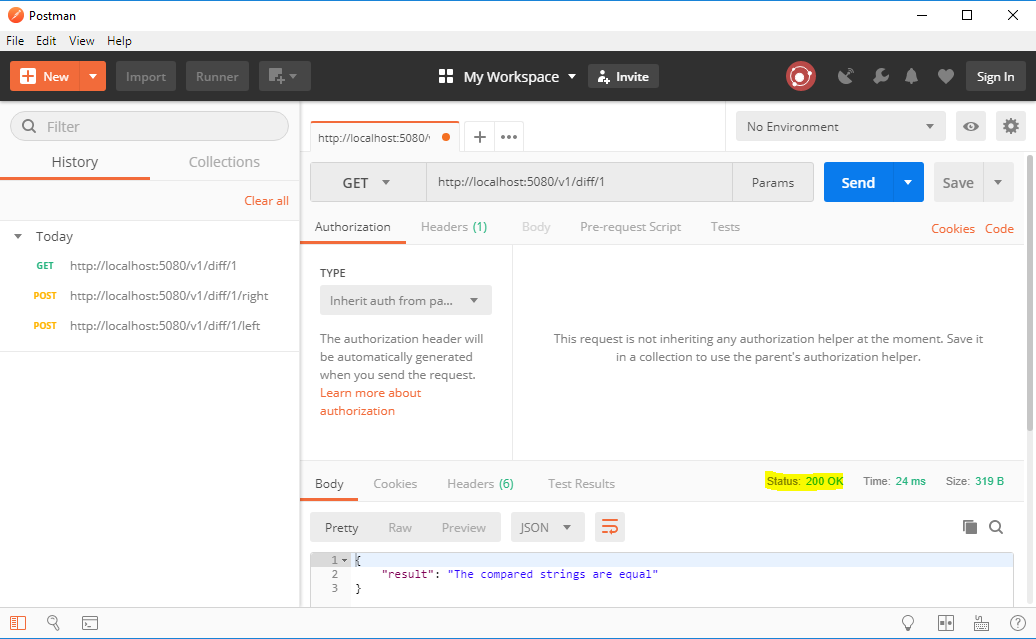 Postman
File Edit View Help
New Import Runner My Workspace Invite Sign In
Filter
History Collections
Clear all
Today
GET http://localhost:5080/v1/diff/1
POST http://localhost:5080/v1/diff/1/right
POST http://localhost:5080/v1/diff/1/left
http://localhost:5080/v
No Environment
GET http://localhost:5080/v1/diff/1 Params Send Save
Authorization Headers (1) Body Pre-request Script Tests Cookies Code
TYPE
Inherit auth from pa...
The authorization header will
be automatically generated
when you send the request.
Learn more about
authorization
This request is not inheriting any authorization helper at the moment. Save it
in a collection to use the parent's authorization helper.
Body Cookies Headers (6) Test Results Status: 200 OK Time: 24 ms Size: 319 B
Pretty Raw Preview JSON
1 {
2 "result": "The compared strings are equal"
3 }